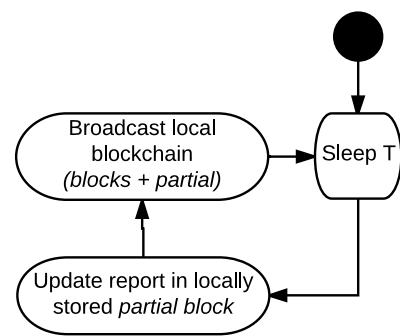 Broadcast local
blockchain
(blocks + partial)
Sleep T
Update report in locally
stored partial block